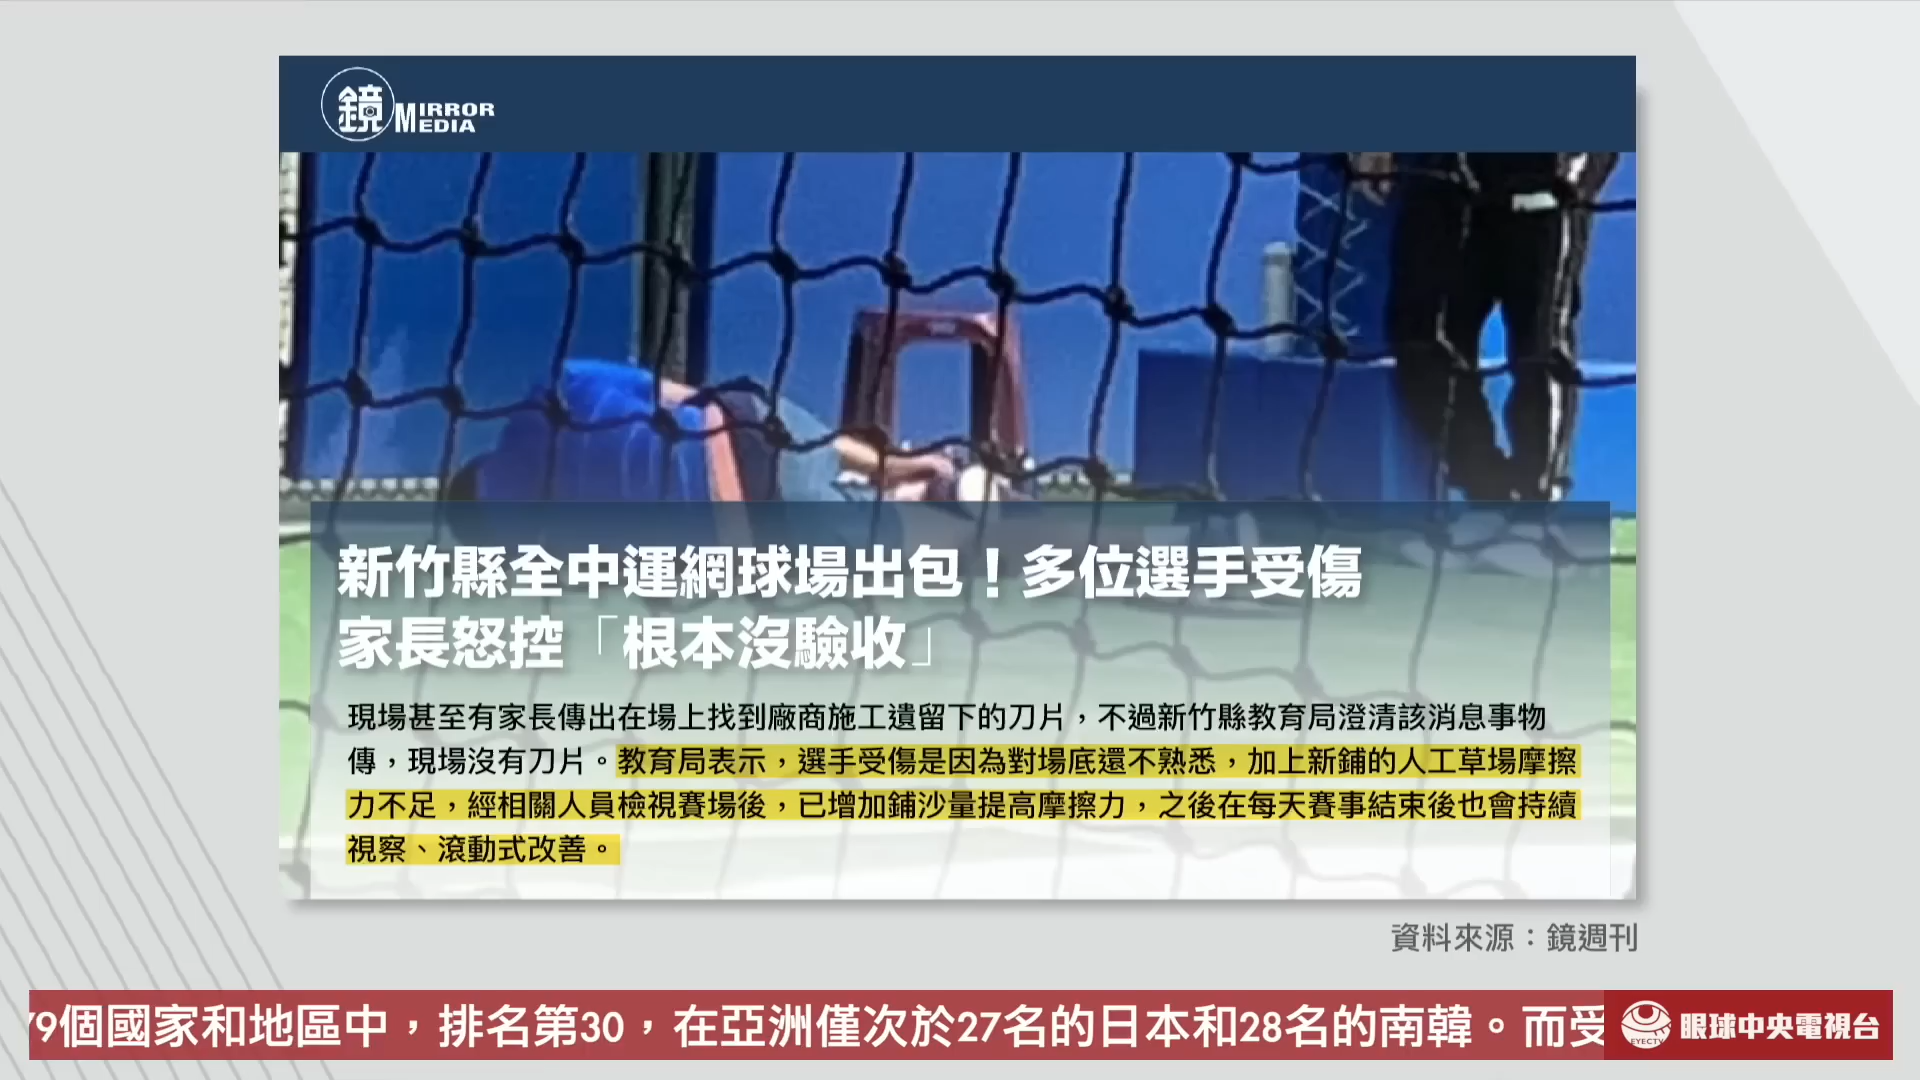 鏡 MIRROR MEDIA
新竹縣全中運網球場出包！多位選手受傷
家長怒控「根本沒驗收」
現場甚至有家長傳出在場上找到廠商施工遺留下的刀片，不過新竹縣教育局澄清該消息事物
傳，現場沒有刀片。教育局表示，選手受傷是因為對場底還不熟悉，加上新鋪的人工草場摩擦
力不足，經相關人員檢視賽場後，已增加鋪沙量提高摩擦力，之後在每天賽事結束後也會持續
視察、滾動式改善。
資料來源：鏡週刊
9個國家和地區中，排名第30，在亞洲僅次於27名的日本和28名的南韓。而受
EYECTV 眼球中央電視台